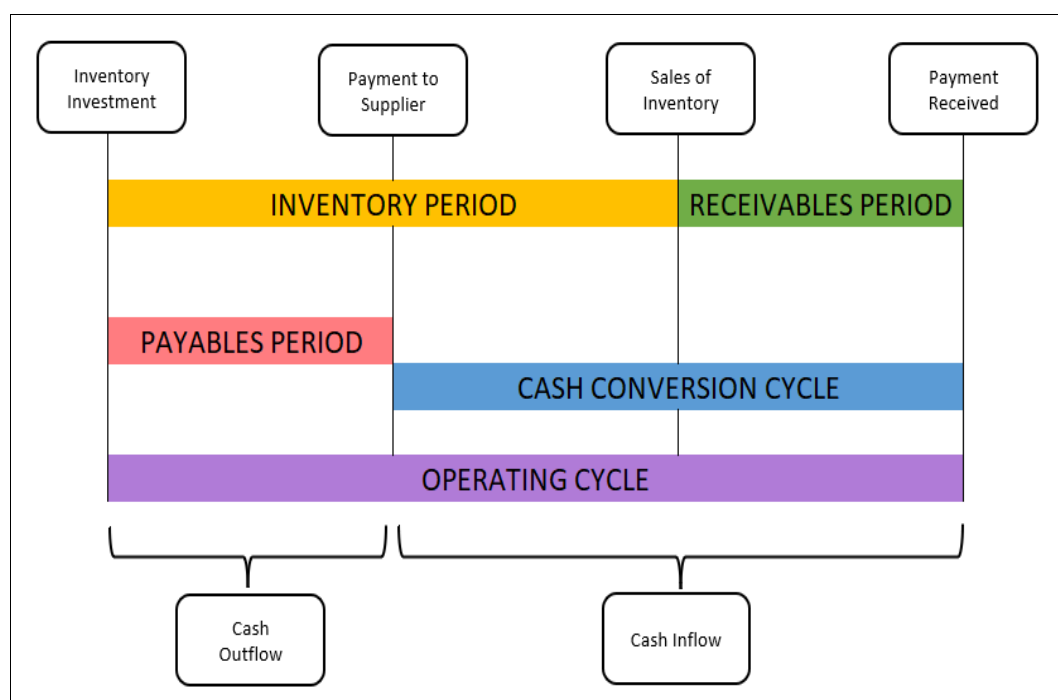 Inventory
Investment
Payment to
Supplier
Sales of
Inventory
Payment
Received
INVENTORY PERIOD
RECEIVABLES PERIOD
PAYABLES PERIOD
CASH CONVERSION CYCLE
OPERATING CYCLE
Cash
Outflow
Cash Inflow